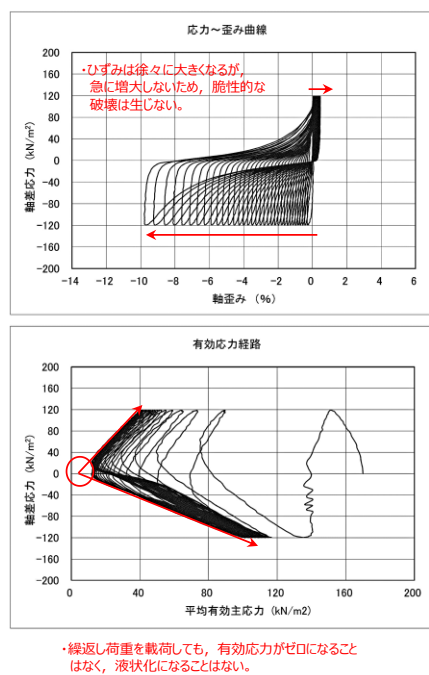 応力～歪み曲線
・ひずみは徐々に大きくなるが，
急に増大しないため，脆性的な
破壊は生じない。
200
160
120
80
40
0
−40
−80
−120
−160
−200
軸差応力 (kN/m²)
−14 −12 −10 −8 −6 −4 −2 0 2 4 6
軸歪み （%）
有効応力経路
200
160
120
80
40
0
−40
−80
−120
−160
−200
軸差応力 (kN/m²)
0 40 80 120 160 200
平均有効主応力 (kN/m2)
・繰返し荷重を載荷しても，有効応力がゼロになること
はなく，液状化になることはない。